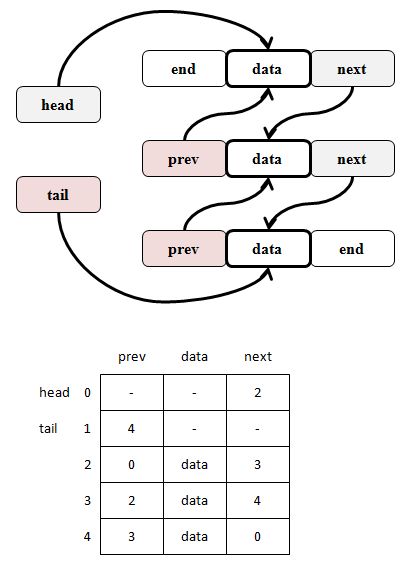 end data next
head
prev data next
tail
prev data end
prev data next
head 0 - - 2
tail 1 4 - -
2 0 data 3
3 2 data 4
4 3 data 0